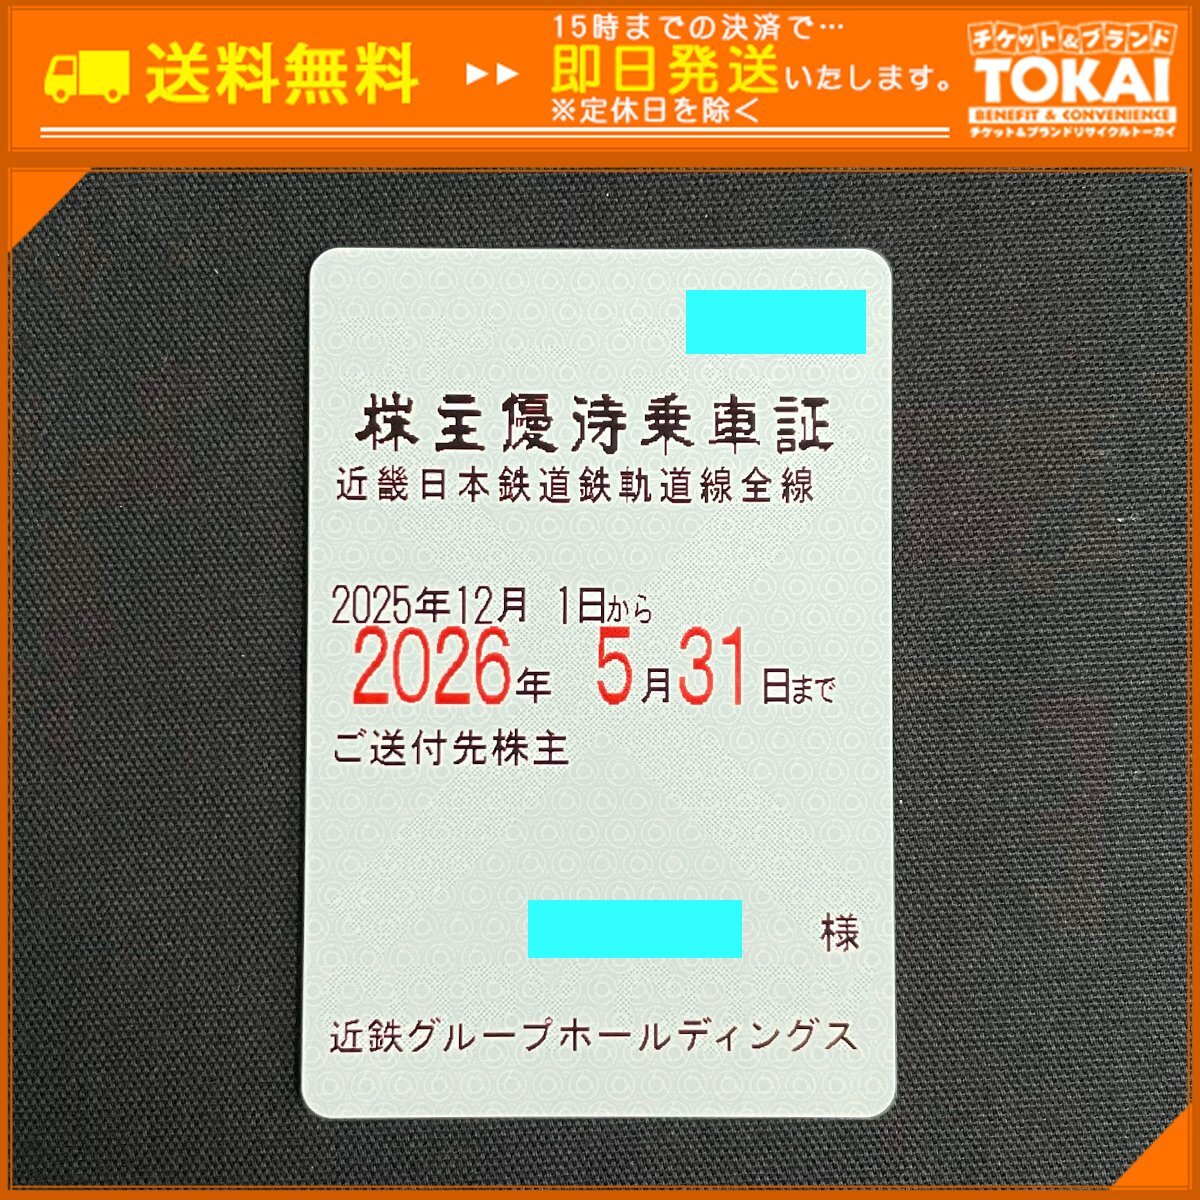 送料無料
15時までの決済で…
即日発送いたします。
※定休日を除く
チケット&ブランド
TOKAI
BENEFIT & CONVENIENCE
チケット&ブランドリサイクルトーカイ
株主優待乗車証
近畿日本鉄道鉄軌道線全線
2025年12月 1日から
2026年 5月31日まで
ご送付先株主
様
近鉄グループホールディングス